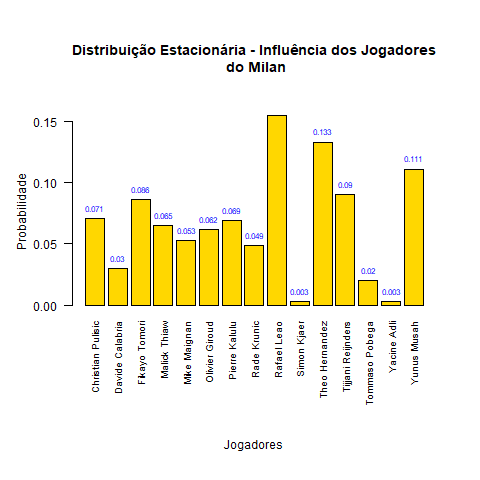 Distribuição Estacionária - Influência dos Jogadores
do Milan
Probabilidade
0.15
0.10
0.05
0.00
0.071
0.03
0.086
0.065
0.053
0.062
0.069
0.049
0.003
0.133
0.09
0.02
0.003
0.111
Christian Pulisic
Davide Calabria
Fikayo Tomori
Malick Thiaw
Mike Maignan
Olivier Giroud
Pierre Kalulu
Rade Krunic
Rafael Leao
Simon Kjaer
Theo Hernandez
Tijjani Reijnders
Tommaso Pobega
Yacine Adli
Yunus Musah
Jogadores